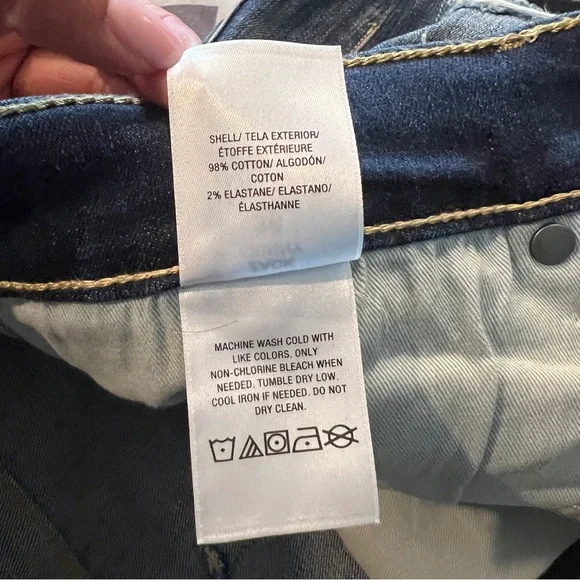 SHELL/ TELA EXTERIOR/
ÉTOFFE EXTÉRIEURE
98% COTTON/ ALGODÓN/
COTON
2% ELASTANE/ ELASTANO/
ÉLASTHANNE
MACHINE WASH COLD WITH
LIKE COLORS. ONLY
NON-CHLORINE BLEACH WHEN
NEEDED. TUMBLE DRY LOW.
COOL IRON IF NEEDED. DO NOT
DRY CLEAN.